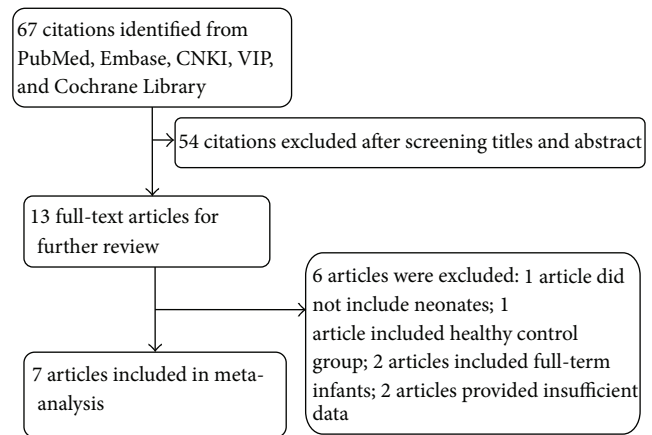 67 citations identified from
PubMed, Embase, CNKI, VIP,
and Cochrane Library
54 citations excluded after screening titles and abstract
13 full-text articles for
further review
6 articles were excluded: 1 article did
not include neonates; 1
article included healthy control
group; 2 articles included full-term
infants; 2 articles provided insufficient
data
7 articles included in meta-
analysis